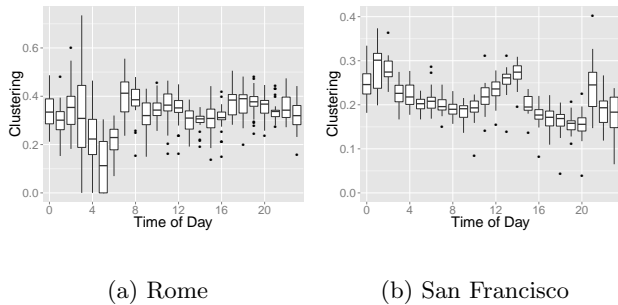 0.6
0.4
0.2
0.0
Clustering
0 4 8 12 16 20
Time of Day
0.4
0.3
0.2
0.1
0.0
Clustering
0 4 8 12 16 20
Time of Day
(a) Rome
(b) San Francisco